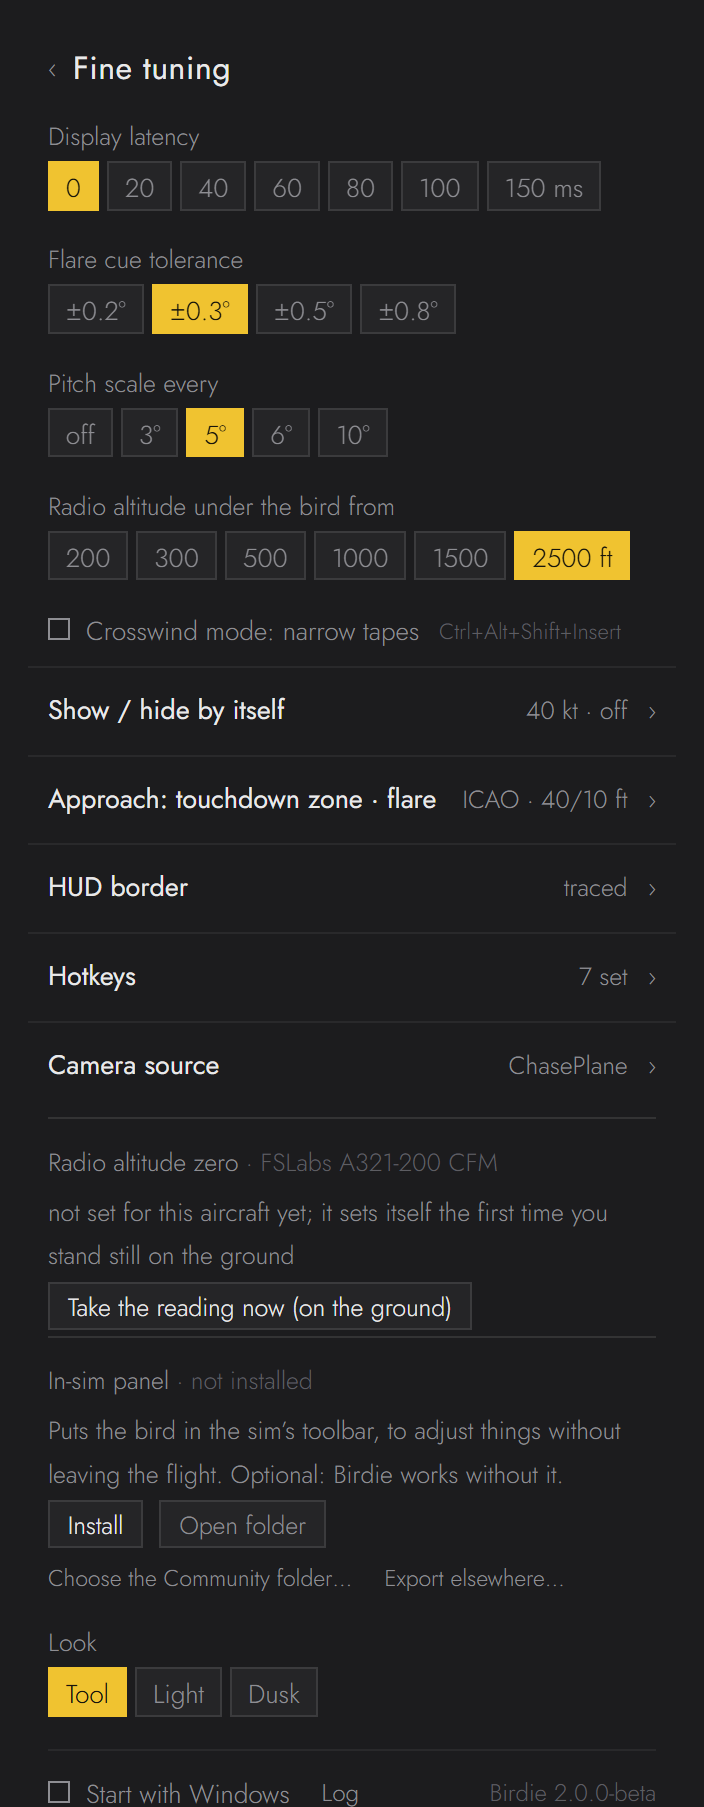 ‹ Fine tuning
Display latency
0 20 40 60 80 100 150 ms
Flare cue tolerance
±0.2° ±0.3° ±0.5° ±0.8°
Pitch scale every
off 3° 5° 6° 10°
Radio altitude under the bird from
200 300 500 1000 1500 2500 ft
Crosswind mode: narrow tapes Ctrl+Alt+Shift+Insert
Show / hide by itself 40 kt · off ›
Approach: touchdown zone · flare ICAO · 40/10 ft ›
HUD border traced ›
Hotkeys 7 set ›
Camera source ChasePlane ›
Radio altitude zero · FSLabs A321-200 CFM
not set for this aircraft yet; it sets itself the first time you
stand still on the ground
Take the reading now (on the ground)
In-sim panel · not installed
Puts the bird in the sim’s toolbar, to adjust things without
leaving the flight. Optional: Birdie works without it.
Install Open folder
Choose the Community folder… Export elsewhere…
Look
Tool Light Dusk
Start with Windows Log Birdie 2.0.0-beta